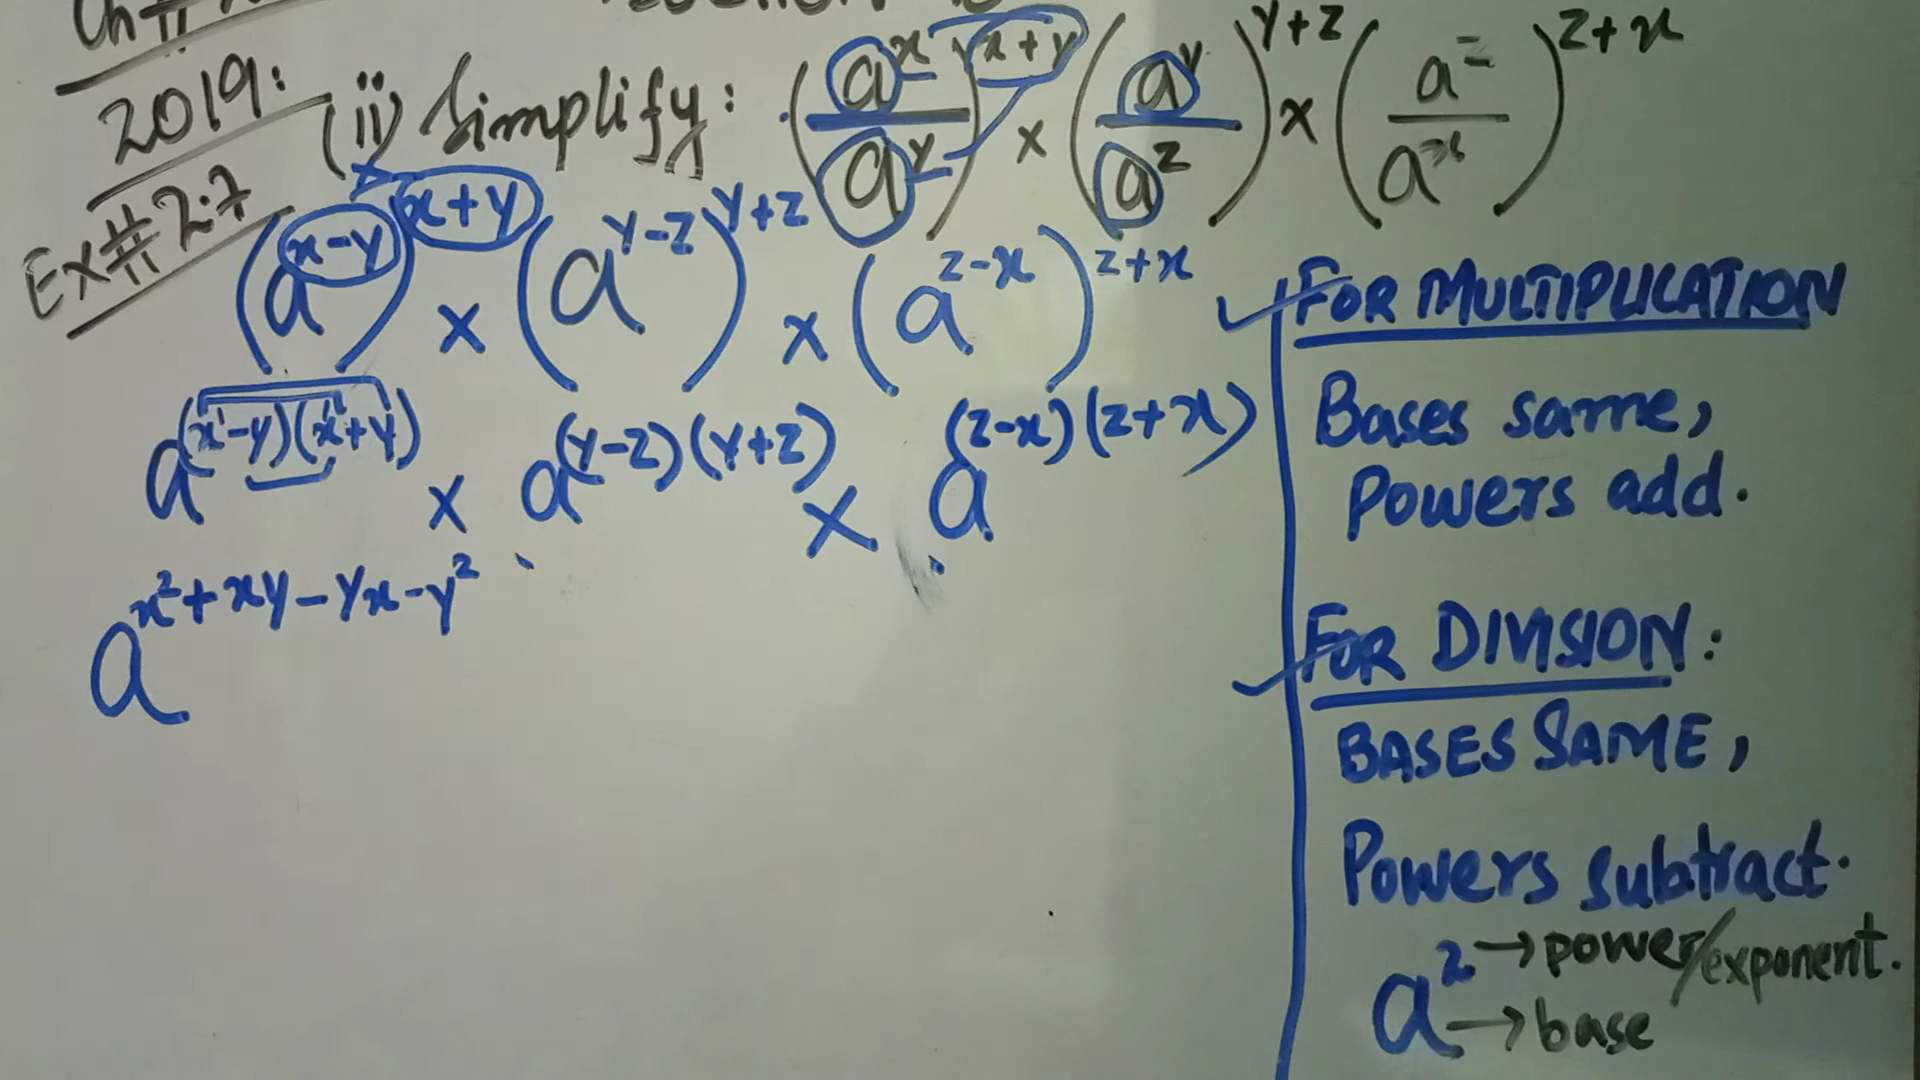 2019:
Ex#2.7
(ii) Simplify: (a^x/a^y)^(x+y) × (a^y/a^z)^(y+z) × (a^z/a^x)^(z+x)
(a^(x-y))^(x+y) × (a^(y-z))^(y+z) × (a^(z-x))^(z+x)
a^((x-y)(x+y)) × a^((y-z)(y+z)) × a^((z-x)(z+x))
a^(x²+xy-yx-y²)
FOR MULTIPLICATION
Bases same,
Powers add.
FOR DIVISION:
BASES SAME,
Powers subtract.
a² → power/exponent.
→ base